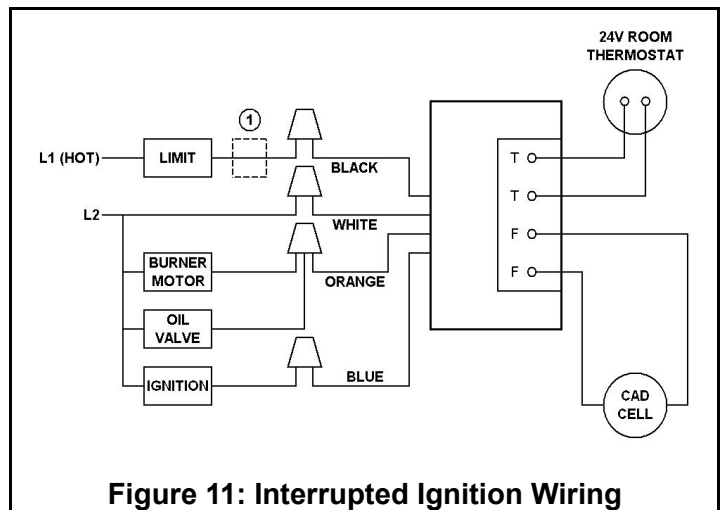 24V ROOM
THERMOSTAT
1
L1 (HOT)
LIMIT
BLACK
T
L2
WHITE
T
BURNER
MOTOR
ORANGE
F
F
OIL
VALVE
IGNITION
BLUE
CAD
CELL
Figure 11: Interrupted Ignition Wiring